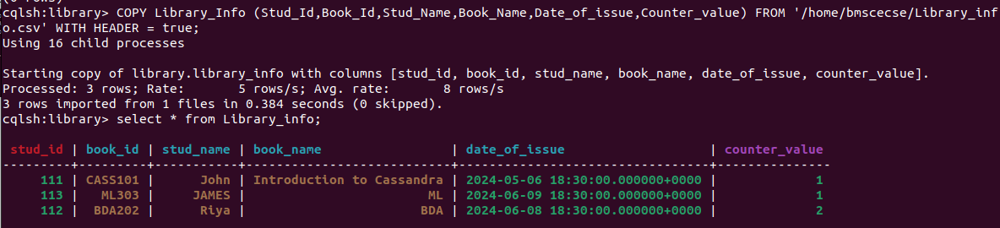 cqlsh:library> COPY Library_Info (Stud_Id,Book_Id,Stud_Name,Book_Name,Date_of_issue,Counter_value) FROM '/home/bmscecse/Library_inf
o.csv' WITH HEADER = true;
Using 16 child processes
Starting copy of library.library_info with columns [stud_id, book_id, stud_name, book_name, date_of_issue, counter_value].
Processed: 3 rows; Rate:       5 rows/s; Avg. rate:       8 rows/s
3 rows imported from 1 files in 0.384 seconds (0 skipped).
cqlsh:library> select * from Library_info;
 stud_id | book_id | stud_name | book_name                 | date_of_issue                   | counter_value
---------+---------+-----------+---------------------------+---------------------------------+---------------
     111 | CASS101 |      John | Introduction to Cassandra | 2024-05-06 18:30:00.000000+0000 |             1
     113 |   ML303 |     JAMES |                        ML | 2024-06-09 18:30:00.000000+0000 |             1
     112 |  BDA202 |      Riya |                       BDA | 2024-06-08 18:30:00.000000+0000 |             2